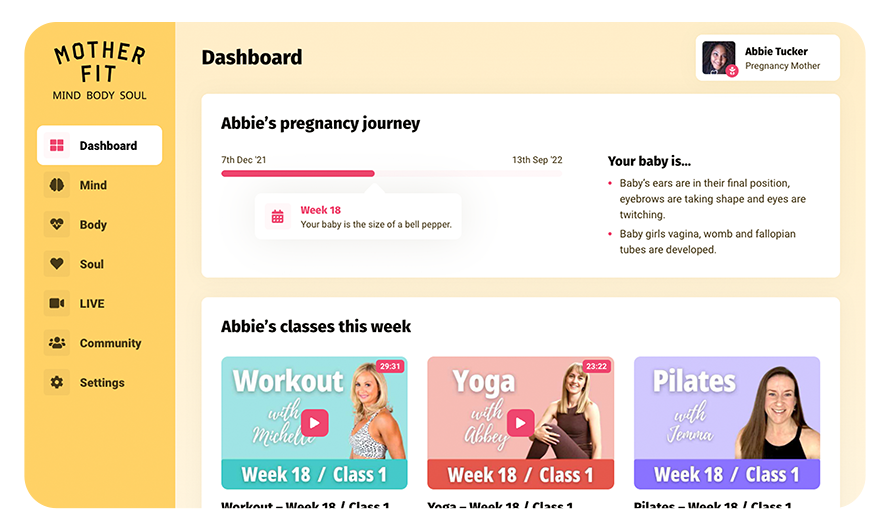 MOTHER
FIT
MIND BODY SOUL
Dashboard
Mind
Body
Soul
LIVE
Community
Settings
Dashboard
Abbie Tucker
Pregnancy Mother
Abbie’s pregnancy journey
7th Dec '21
13th Sep '22
Week 18
Your baby is the size of a bell pepper.
Your baby is...
• Baby’s ears are in their final position,
eyebrows are taking shape and eyes are
twitching.
• Baby girls vagina, womb and fallopian
tubes are developed.
Abbie’s classes this week
29:31
Workout
with
Michelle
Week 18 / Class 1
Workout – Week 18 / Class 1
23:22
Yoga
with
Abbey
Week 18 / Class 1
Yoga – Week 18 / Class 1
Pilates
with
Jemma
Week 18 / Class 1
Pilates – Week 18 / Class 1